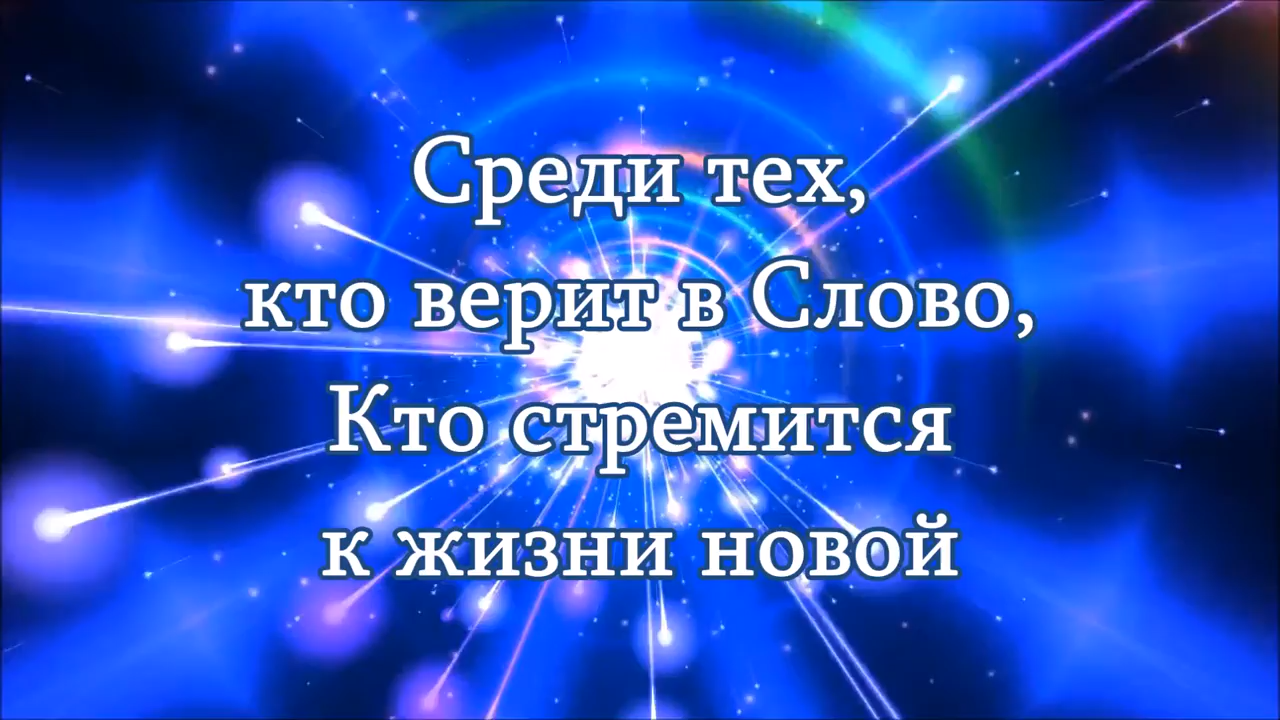 Среди тех,
кто верит в Слово,
Кто стремится
к жизни новой